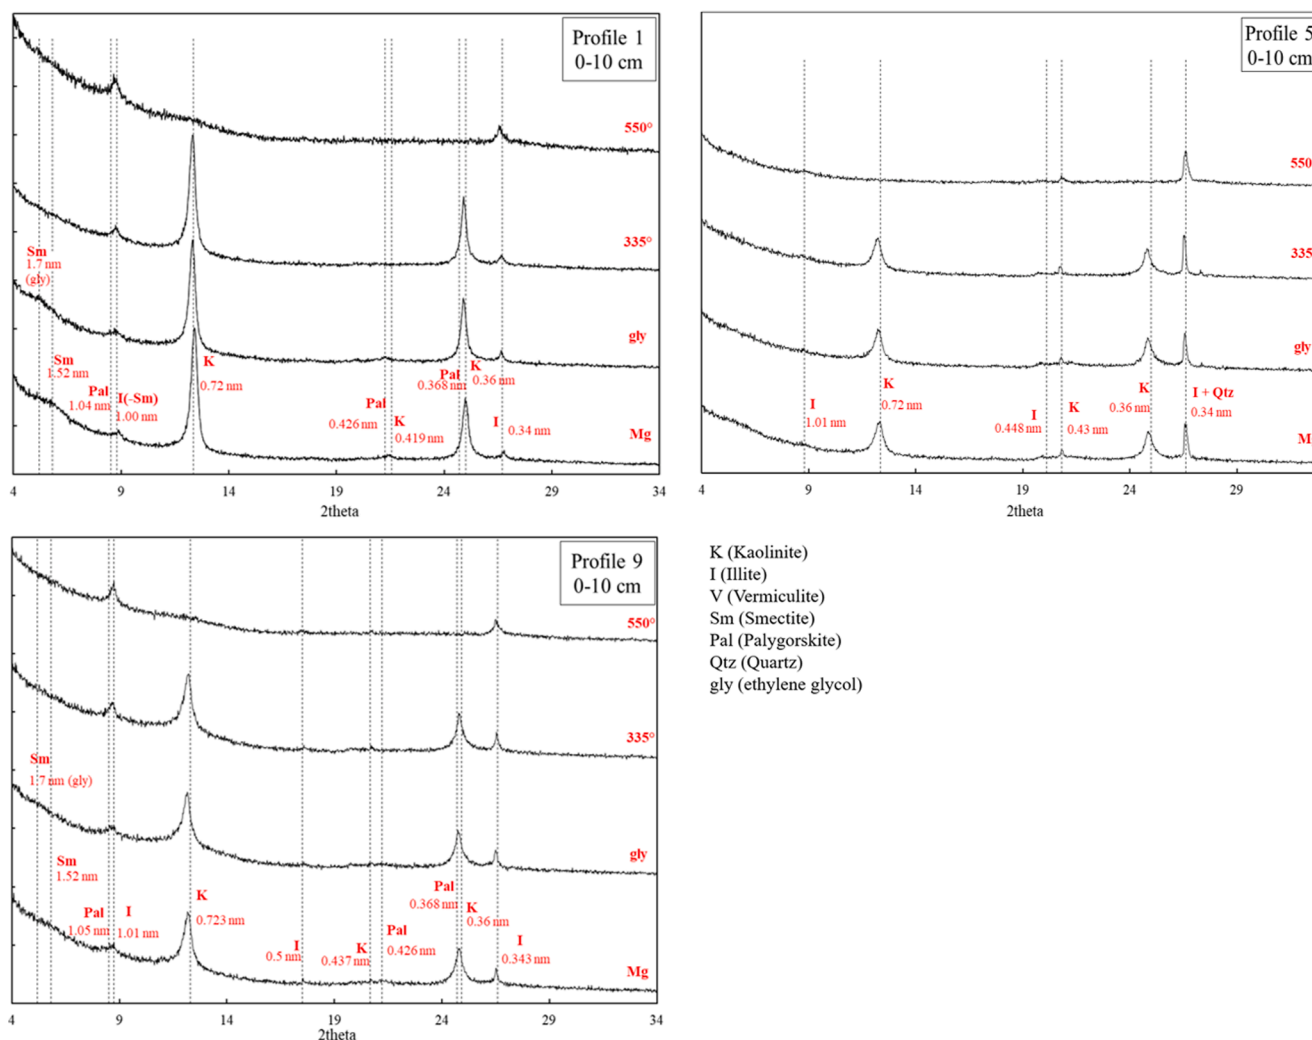 Profile 1
0-10 cm
550°
335°
Sm
1.7 nm
(gly)
gly
Sm
1.52 nm
Pal
1.04 nm
I(-Sm)
1.00 nm
K
0.72 nm
Pal
0.426 nm
K
0.419 nm
Pal
0.368 nm
K
0.36 nm
I
0.34 nm
Mg
4 9 14 19 24 29 34
2theta
Profile 5
0-10 cm
550
335
gly
I
1.01 nm
K
0.72 nm
I
0.448 nm
K
0.43 nm
K
0.36 nm
I + Qtz
0.34 nm
M
4 9 14 19 24 29
2theta
Profile 9
0-10 cm
550°
335°
Sm
1.7 nm (gly)
gly
Sm
1.52 nm
Pal
1.05 nm
I
1.01 nm
K
0.723 nm
I
0.5 nm
K
0.437 nm
Pal
0.426 nm
Pal
0.368 nm
K
0.36 nm
I
0.343 nm
Mg
4 9 14 19 24 29 34
2theta
K (Kaolinite)
I (Illite)
V (Vermiculite)
Sm (Smectite)
Pal (Palygorskite)
Qtz (Quartz)
gly (ethylene glycol)